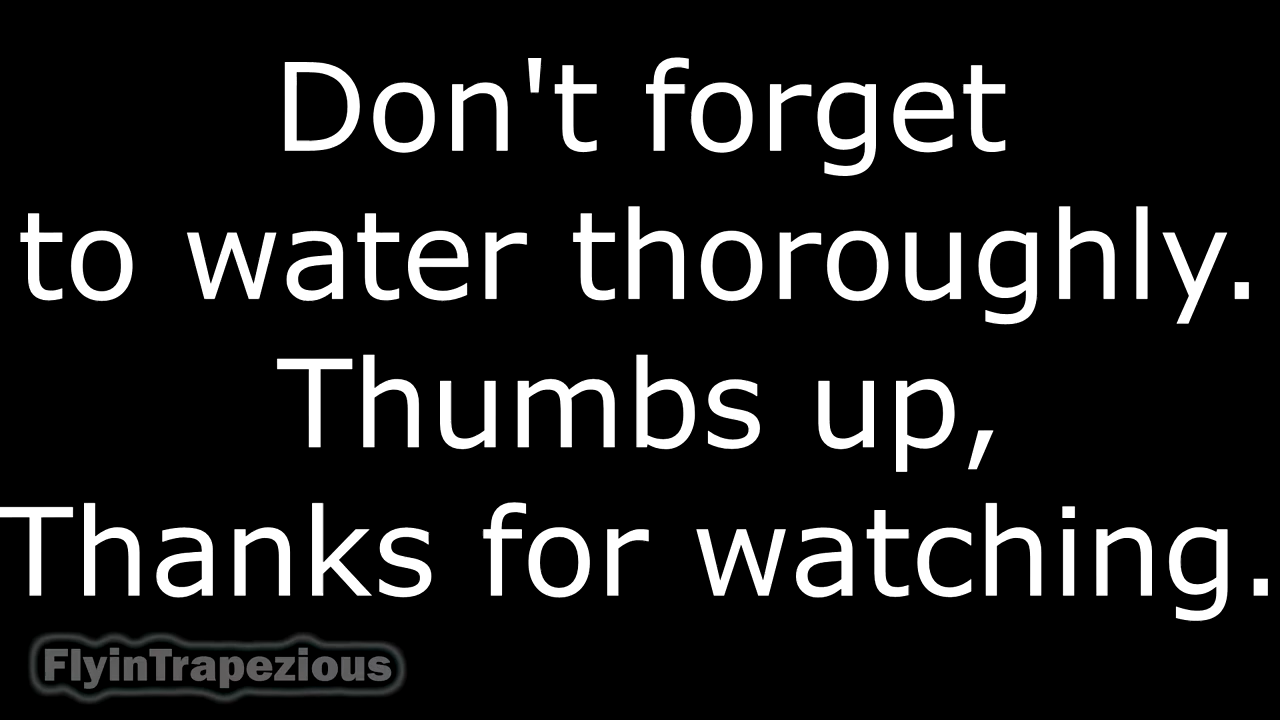 Don't forget
to water thoroughly.
Thumbs up,
Thanks for watching.
FlyinTrapezious